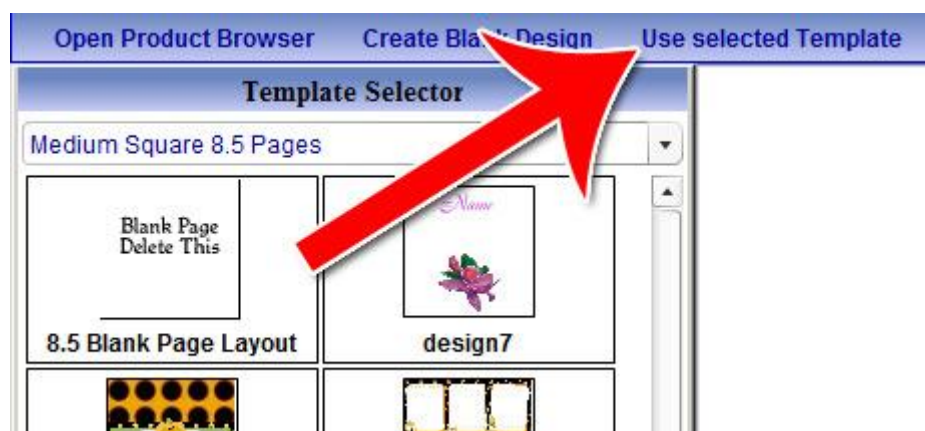 Open Product Browser Create Blank Design Use selected Template
Template Selector
Medium Square 8.5 Pages
Blank Page
Delete This
Name
8.5 Blank Page Layout design7